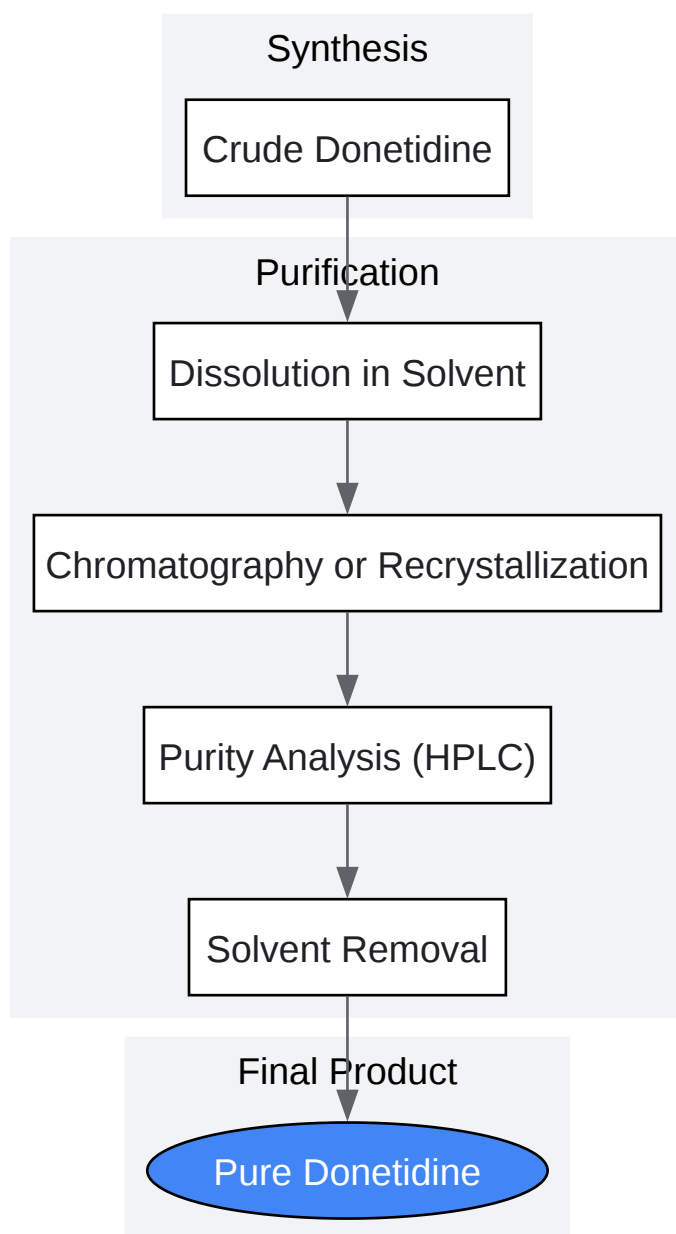 Synthesis
Crude Donetidine
Purification
Dissolution in Solvent
Chromatography or Recrystallization
Purity Analysis (HPLC)
Solvent Removal
Final Product
Pure Donetidine